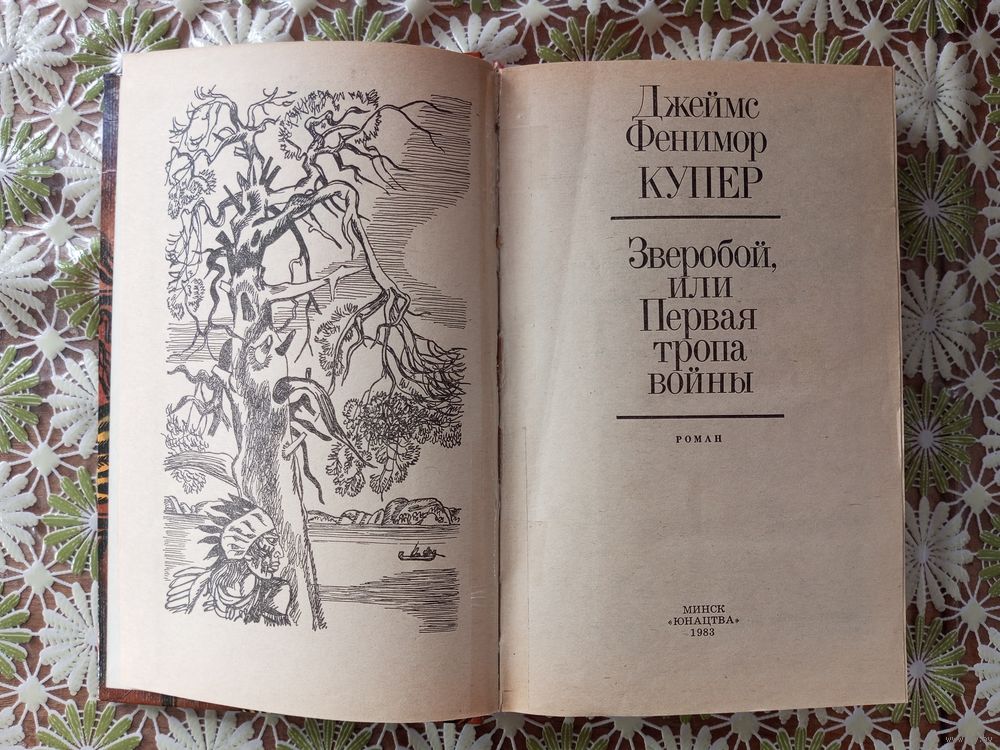 Джеймс
Фенимор
КУПЕР
Зверобой,
или
Первая
тропа
войны
РОМАН
МИНСК
«ЮНАЦТВА»
1983